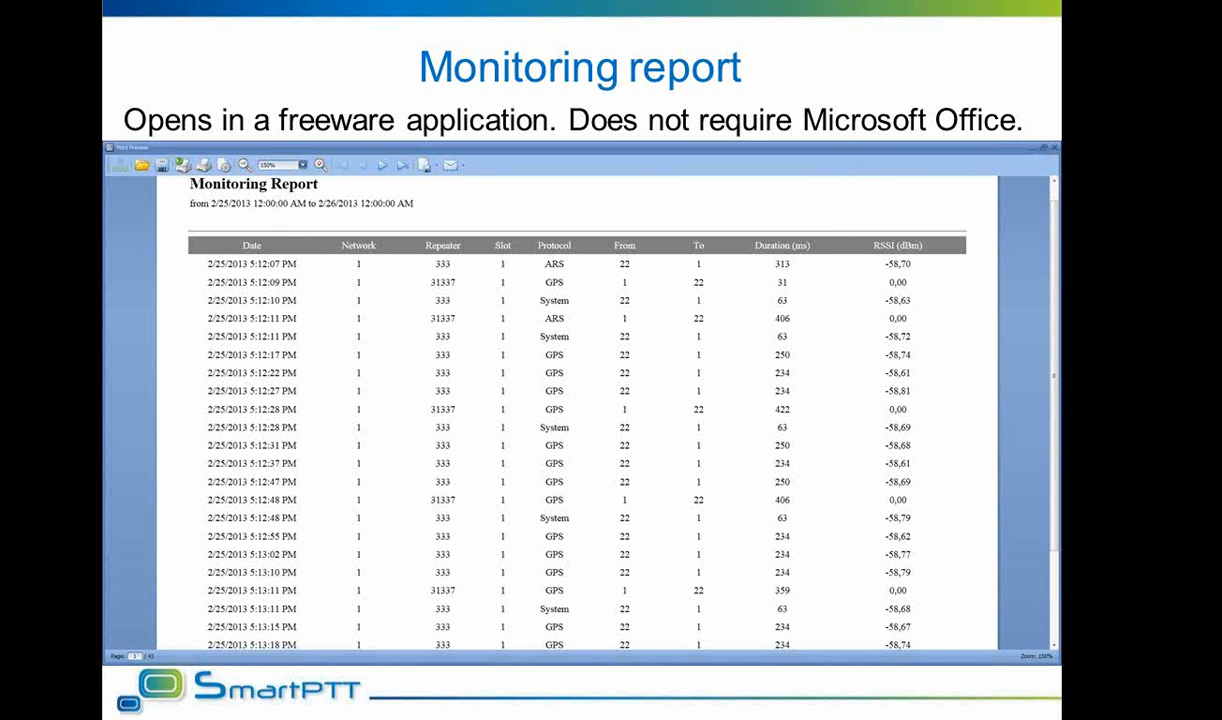 Monitoring report
Opens in a freeware application. Does not require Microsoft Office.
Print Preview
150%
Monitoring Report
from 2/25/2013 12:00:00 AM to 2/26/2013 12:00:00 AM
Date Network Repeater Slot Protocol From To Duration (ms) RSSI (dBm)
2/25/2013 5:12:07 PM 1 333 1 ARS 22 1 313 -58,70
2/25/2013 5:12:09 PM 1 31337 1 GPS 1 22 31 0,00
2/25/2013 5:12:10 PM 1 333 1 System 22 1 63 -58,63
2/25/2013 5:12:11 PM 1 31337 1 ARS 1 22 406 0,00
2/25/2013 5:12:11 PM 1 333 1 System 22 1 63 -58,72
2/25/2013 5:12:17 PM 1 333 1 GPS 22 1 250 -58,74
2/25/2013 5:12:22 PM 1 333 1 GPS 22 1 234 -58,61
2/25/2013 5:12:27 PM 1 333 1 GPS 22 1 234 -58,81
2/25/2013 5:12:28 PM 1 31337 1 GPS 1 22 422 0,00
2/25/2013 5:12:28 PM 1 333 1 System 22 1 63 -58,69
2/25/2013 5:12:31 PM 1 333 1 GPS 22 1 250 -58,68
2/25/2013 5:12:37 PM 1 333 1 GPS 22 1 234 -58,61
2/25/2013 5:12:47 PM 1 333 1 GPS 22 1 250 -58,69
2/25/2013 5:12:48 PM 1 31337 1 GPS 1 22 406 0,00
2/25/2013 5:12:48 PM 1 333 1 System 22 1 63 -58,79
2/25/2013 5:12:55 PM 1 333 1 GPS 22 1 234 -58,62
2/25/2013 5:13:02 PM 1 333 1 GPS 22 1 234 -58,77
2/25/2013 5:13:10 PM 1 333 1 GPS 22 1 234 -58,79
2/25/2013 5:13:11 PM 1 31337 1 GPS 1 22 359 0,00
2/25/2013 5:13:11 PM 1 333 1 System 22 1 63 -58,68
2/25/2013 5:13:15 PM 1 333 1 GPS 22 1 234 -58,67
2/25/2013 5:13:18 PM 1 333 1 GPS 22 1 234 -58,74
Page: 1 Zoom: 150%
SmartPTT